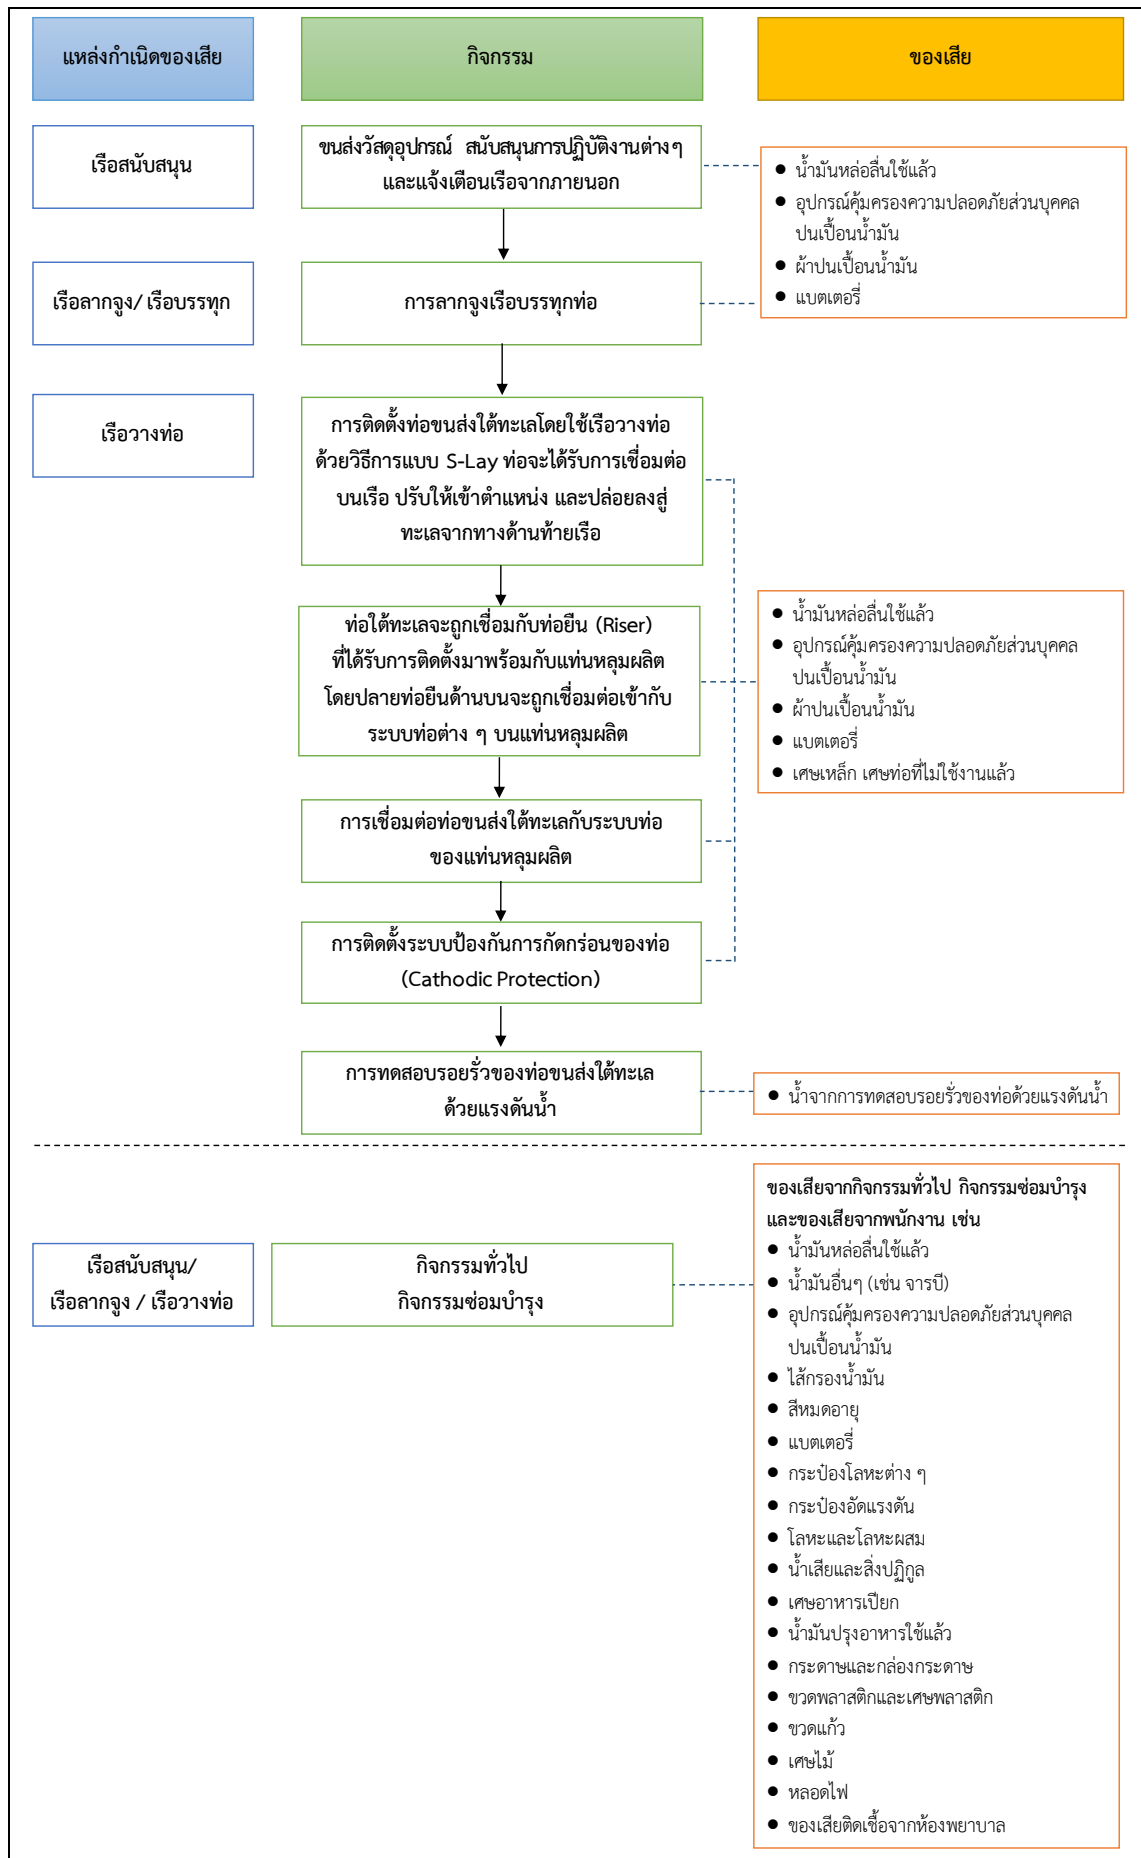 แหล่งกำเนิดของเสีย
กิจกรรม
ของเสีย
เรือสนับสนุน
ขนส่งวัสดุอุปกรณ์ สนับสนุนการปฏิบัติงานต่างๆ
และแจ้งเตือนเรือจากภายนอก
● น้ำมันหล่อลื่นใช้แล้ว
● อุปกรณ์คุ้มครองความปลอดภัยส่วนบุคคล
ปนเปื้อนน้ำมัน
● ผ้าปนเปื้อนน้ำมัน
● แบตเตอรี่
เรือลากจูง/ เรือบรรทุก
การลากจูงเรือบรรทุกท่อ
เรือวางท่อ
การติดตั้งท่อขนส่งใต้ทะเลโดยใช้เรือวางท่อ
ด้วยวิธีการแบบ S-Lay ท่อจะได้รับการเชื่อมต่อ
บนเรือ ปรับให้เข้าตำแหน่ง และปล่อยลงสู่
ทะเลจากทางด้านท้ายเรือ
ท่อใต้ทะเลจะถูกเชื่อมกับท่อยืน (Riser)
ที่ได้รับการติดตั้งมาพร้อมกับแท่นหลุมผลิต
โดยปลายท่อยืนด้านบนจะถูกเชื่อมต่อเข้ากับ
ระบบท่อต่าง ๆ บนแท่นหลุมผลิต
● น้ำมันหล่อลื่นใช้แล้ว
● อุปกรณ์คุ้มครองความปลอดภัยส่วนบุคคล
ปนเปื้อนน้ำมัน
● ผ้าปนเปื้อนน้ำมัน
● แบตเตอรี่
● เศษเหล็ก เศษท่อที่ไม่ใช้งานแล้ว
การเชื่อมต่อท่อขนส่งใต้ทะเลกับระบบท่อ
ของแท่นหลุมผลิต
การติดตั้งระบบป้องกันการกัดกร่อนของท่อ
(Cathodic Protection)
การทดสอบรอยรั่วของท่อขนส่งใต้ทะเล
ด้วยแรงดันน้ำ
● น้ำจากการทดสอบรอยรั่วของท่อด้วยแรงดันน้ำ
เรือสนับสนุน/
เรือลากจูง / เรือวางท่อ
กิจกรรมทั่วไป
กิจกรรมซ่อมบำรุง
ของเสียจากกิจกรรมทั่วไป กิจกรรมซ่อมบำรุง
และของเสียจากพนักงาน เช่น
● น้ำมันหล่อลื่นใช้แล้ว
● น้ำมันอื่นๆ (เช่น จารบี)
● อุปกรณ์คุ้มครองความปลอดภัยส่วนบุคคล
ปนเปื้อนน้ำมัน
● ไส้กรองน้ำมัน
● สีหมดอายุ
● แบตเตอรี่
● กระป๋องโลหะต่าง ๆ
● กระป๋องอัดแรงดัน
● โลหะและโลหะผสม
● น้ำเสียและสิ่งปฏิกูล
● เศษอาหารเปียก
● น้ำมันปรุงอาหารใช้แล้ว
● กระดาษและกล่องกระดาษ
● ขวดพลาสติกและเศษพลาสติก
● ขวดแก้ว
● เศษไม้
● หลอดไฟ
● ของเสียติดเชื้อจากห้องพยาบาล